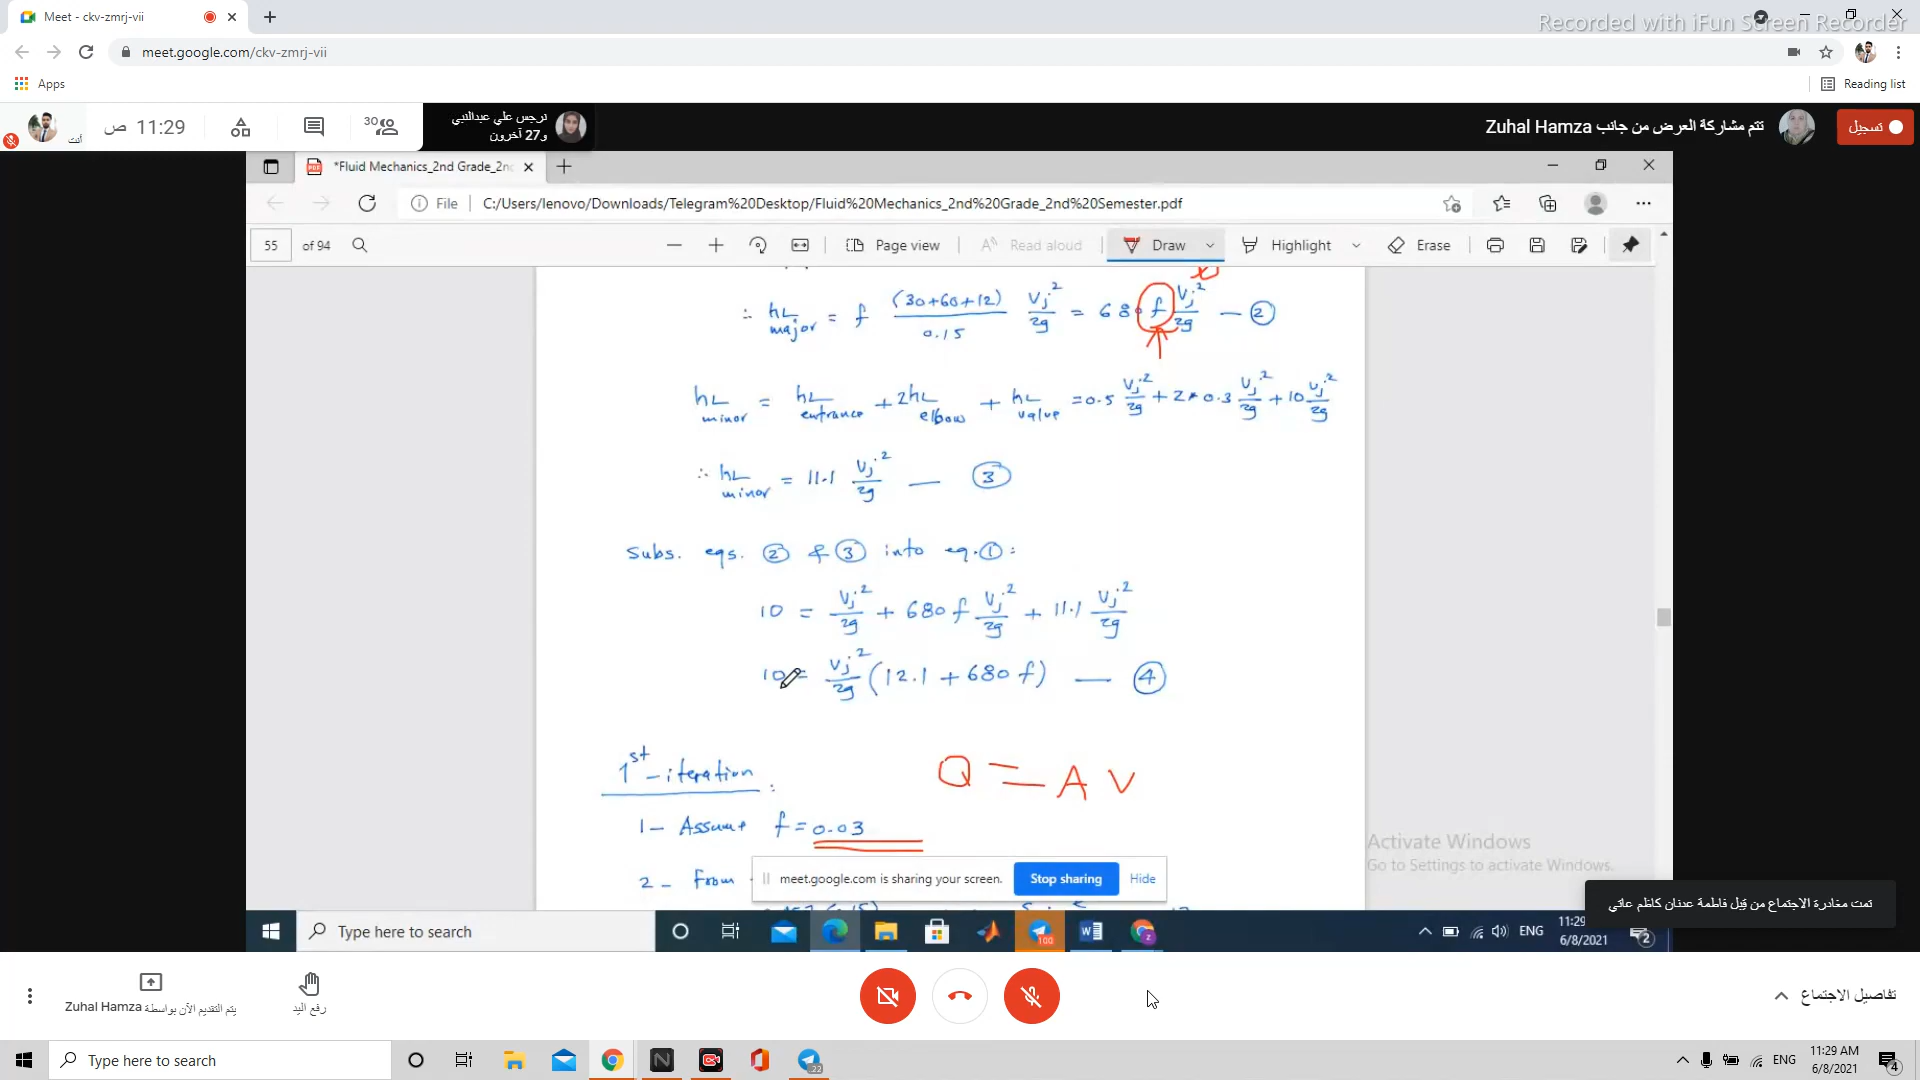 Meet - ckv-zmrj-vii
Recorded with iFun Screen Recorder
meet.google.com/ckv-zmrj-vii
Apps
Reading list
11:29 ص
30
أنت
نرجس علي عبدالنبي
و27 آخرون
تتم مشاركة العرض من جانب Zuhal Hamza
تسجيل
*Fluid Mechanics_2nd Grade_2n
File C:/Users/lenovo/Downloads/Telegram%20Desktop/Fluid%20Mechanics_2nd%20Grade_2nd%20Semester.pdf
55 of 94 Page view Read aloud Draw Highlight Erase
∴ hL major = f (30+60+12)/0.15 Vj²/2g = 680 f Vj²/2g — ②
hL minor = hL entrance + 2hL elbow + hL valve = 0.5 Vj²/2g + 2*0.3 Vj²/2g + 10 Vj²/2g
∴ hL minor = 11.1 Vj²/2g — ③
Subs. eqs. ② & ③ into eq.①:
10 = Vj²/2g + 680 f Vj²/2g + 11.1 Vj²/2g
10 = Vj²/2g (12.1 + 680 f) — ④
1st-iteration :
Q = A V
1- Assume f = 0.03
2- From
meet.google.com is sharing your screen. Stop sharing Hide
Activate Windows
Go to Settings to activate Windows.
تمت مغادرة الاجتماع من قِبل فاطمة عدنان كاظم عاتي
Type here to search
100
ENG
11:29
6/8/2021
2
Zuhal Hamza يتم التقديم الآن بواسطة
رفع اليد
تفاصيل الاجتماع
Type here to search
22
ENG
11:29 AM
6/8/2021
4